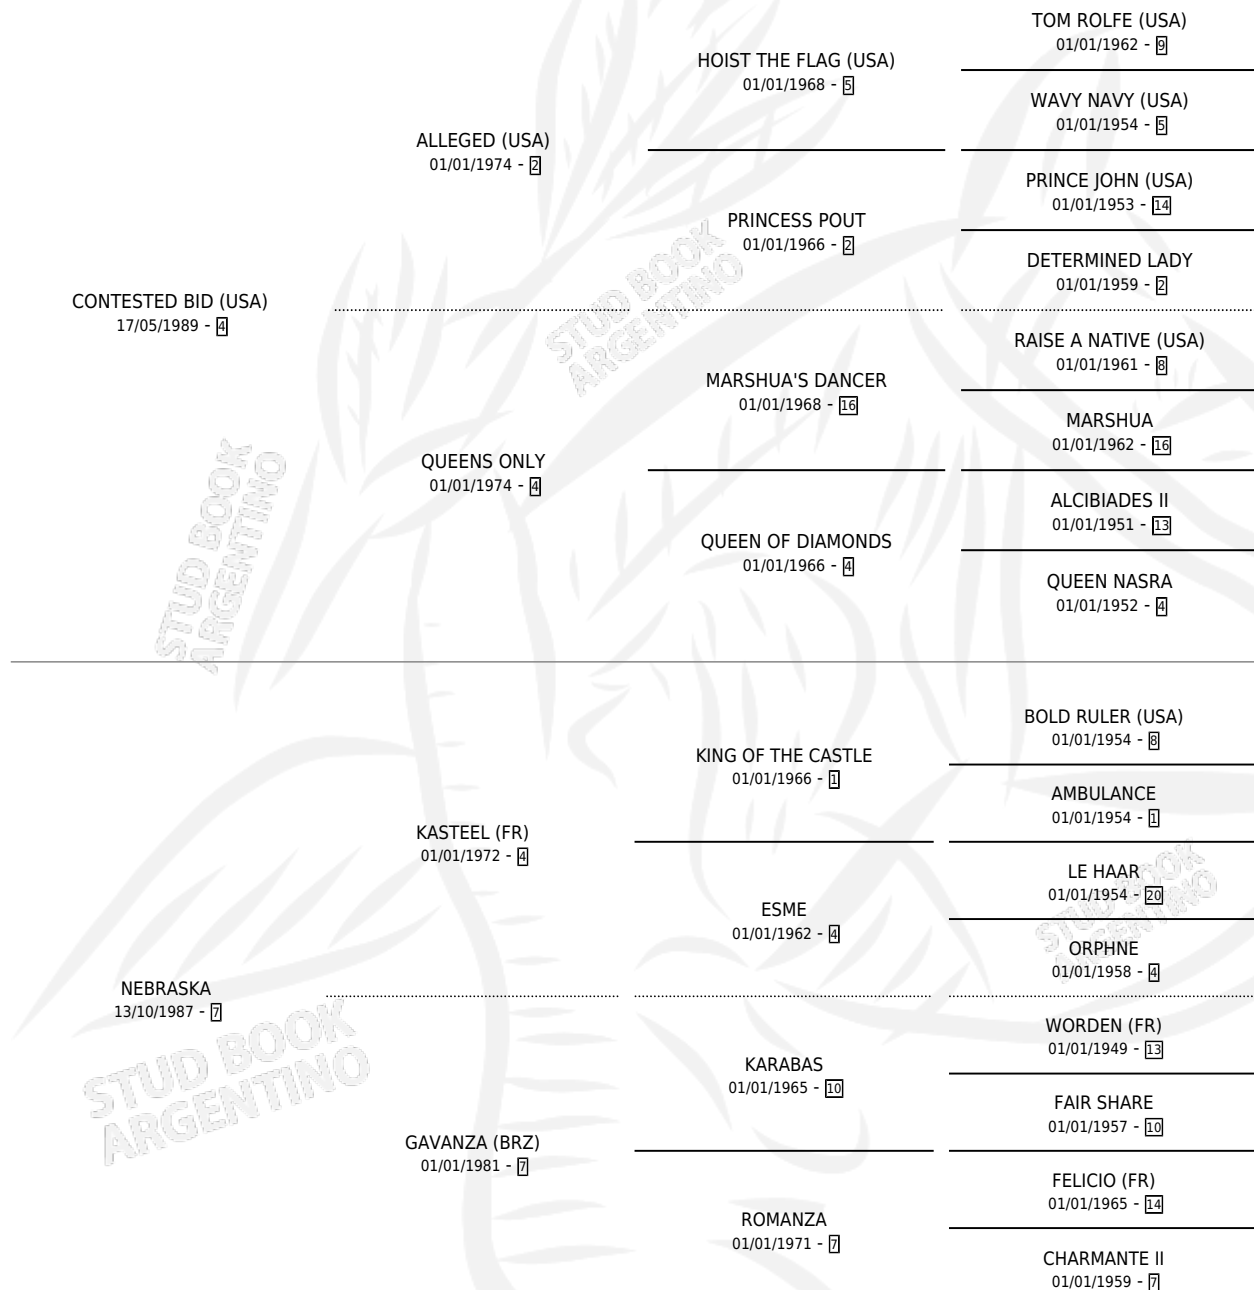 TOM ROLFE (USA)
01/01/1962 - 9
HOIST THE FLAG (USA)
01/01/1968 - 5
WAVY NAVY (USA)
01/01/1954 - 5
ALLEGED (USA)
01/01/1974 - 2
PRINCE JOHN (USA)
01/01/1953 - 14
PRINCESS POUT
01/01/1966 - 2
DETERMINED LADY
01/01/1959 - 2
CONTESTED BID (USA)
17/05/1989 - 4
RAISE A NATIVE (USA)
01/01/1961 - 8
MARSHUA'S DANCER
01/01/1968 - 16
MARSHUA
01/01/1962 - 16
QUEENS ONLY
01/01/1974 - 4
ALCIBIADES II
01/01/1951 - 13
QUEEN OF DIAMONDS
01/01/1966 - 4
QUEEN NASRA
01/01/1952 - 4
BOLD RULER (USA)
01/01/1954 - 8
KING OF THE CASTLE
01/01/1966 - 1
AMBULANCE
01/01/1954 - 1
KASTEEL (FR)
01/01/1972 - 4
LE HAAR
01/01/1954 - 20
ESME
01/01/1962 - 4
ORPHNE
01/01/1958 - 4
NEBRASKA
13/10/1987 - 7
WORDEN (FR)
01/01/1949 - 13
KARABAS
01/01/1965 - 10
FAIR SHARE
01/01/1957 - 10
GAVANZA (BRZ)
01/01/1981 - 7
FELICIO (FR)
01/01/1965 - 14
ROMANZA
01/01/1971 - 7
CHARMANTE II
01/01/1959 - 7
STUD BOOK
ARGENTINO
STUD BOOK
ARGENTINO
STUD BOOK
ARGENTINO
STUD BOOK
ARGENTINO